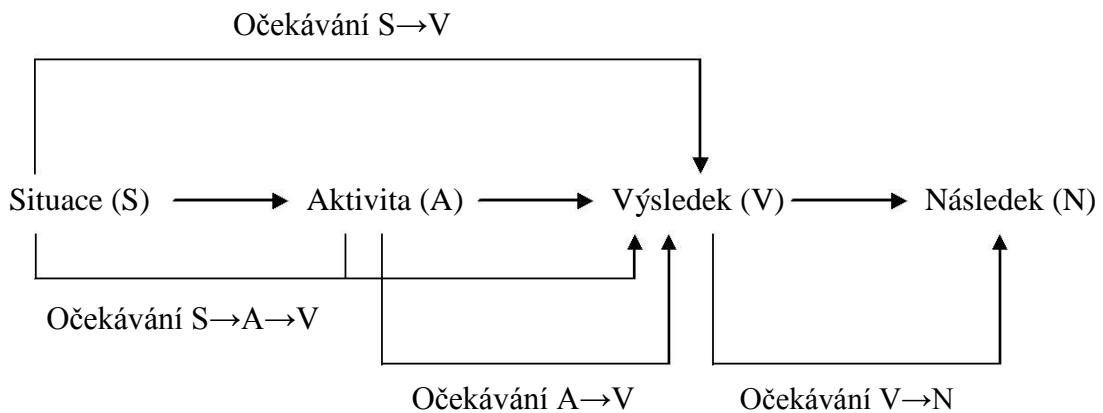 Očekávání S→V
Situace (S) Aktivita (A) Výsledek (V) Následek (N)
Očekávání S→A→V
Očekávání A→V Očekávání V→N